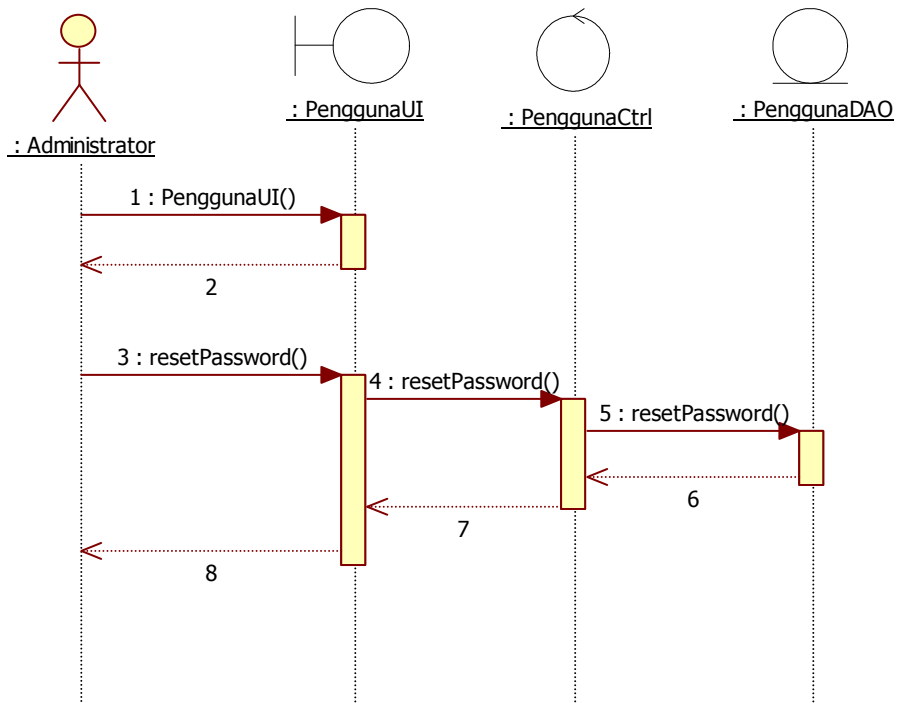 : PenggunaUI
: PenggunaCtrl
: PenggunaDAO
: Administrator
1 : PenggunaUI()
2
3 : resetPassword()
4 : resetPassword()
5 : resetPassword()
6
7
8